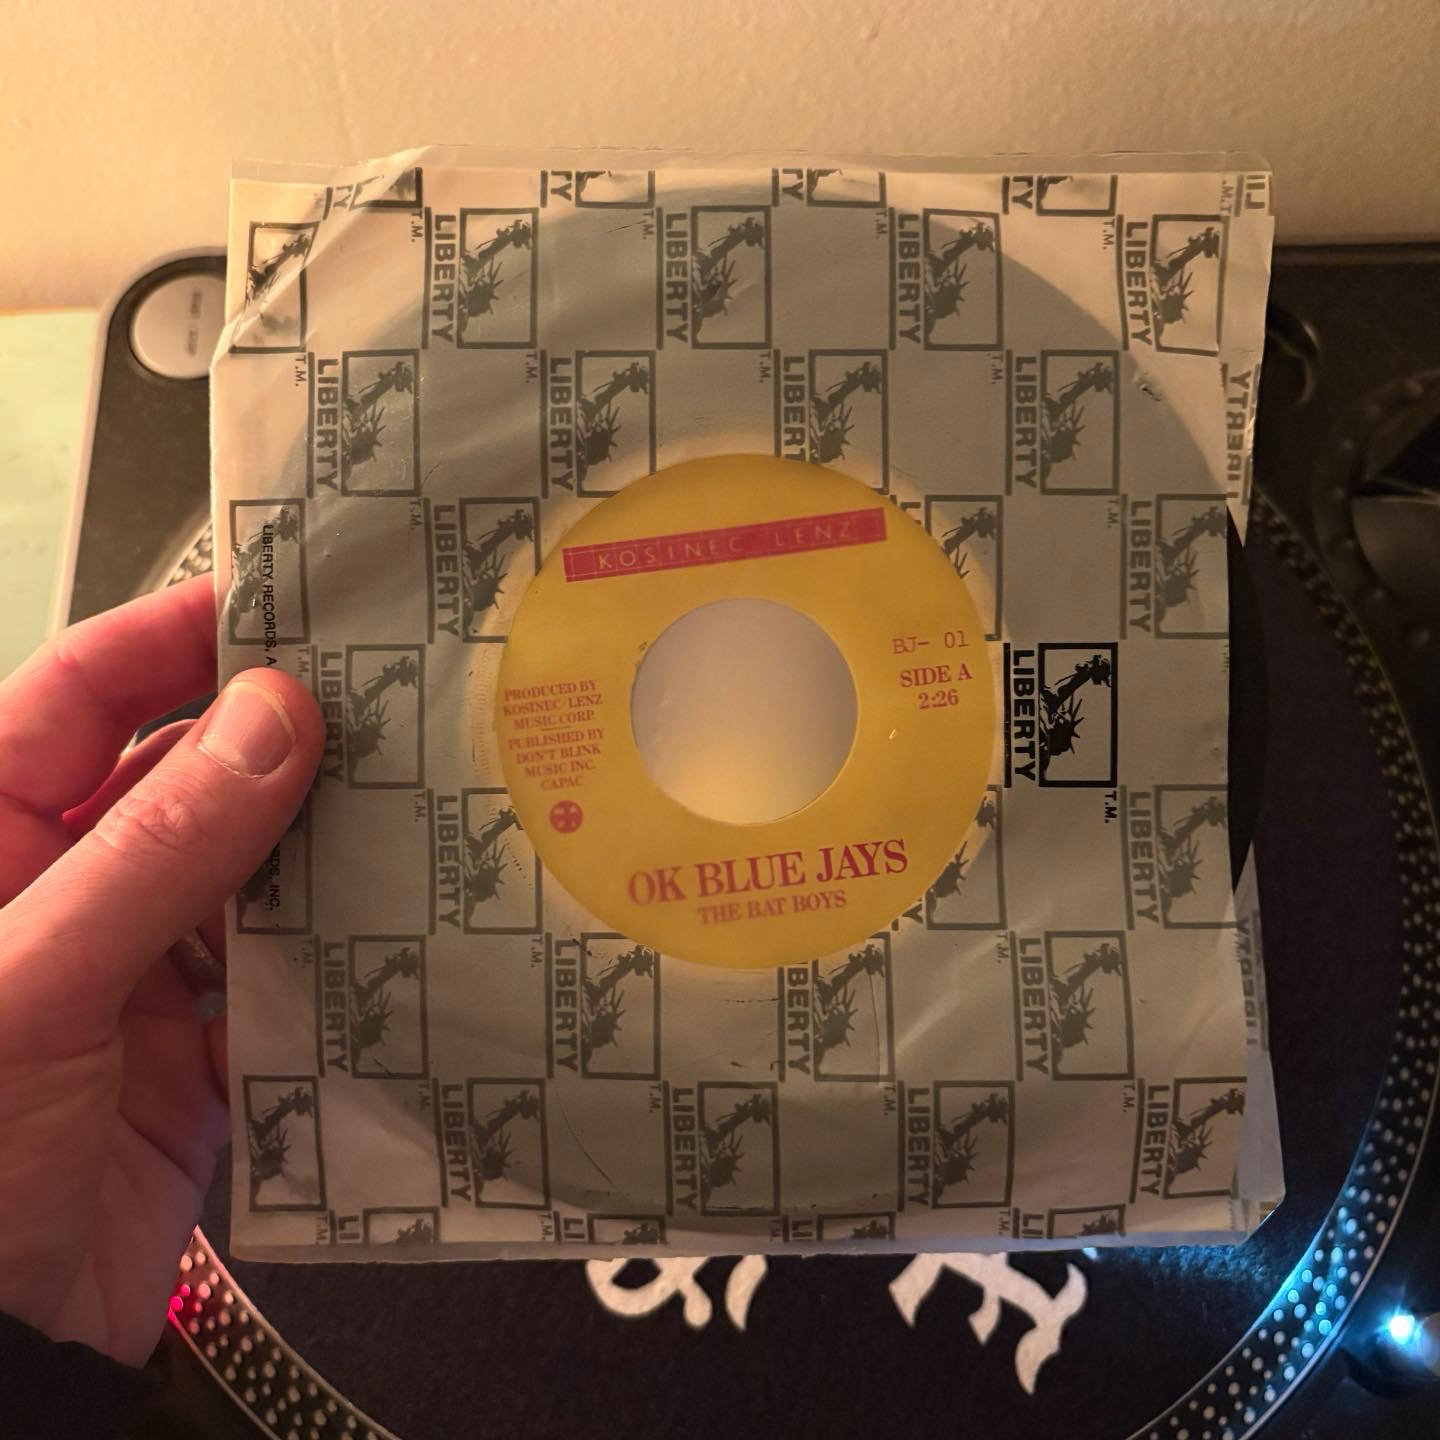 KOSINEC LENZ
BJ- 01
SIDE A
2:26
PRODUCED BY
KOSINEC/LENZ
MUSIC CORP.
PUBLISHED BY
DON'T BLINK
MUSIC INC.
CAPAC
OK BLUE JAYS
THE BAT BOYS
LIBERTY
T.M.
LIBERTY RECORDS, A
INC.